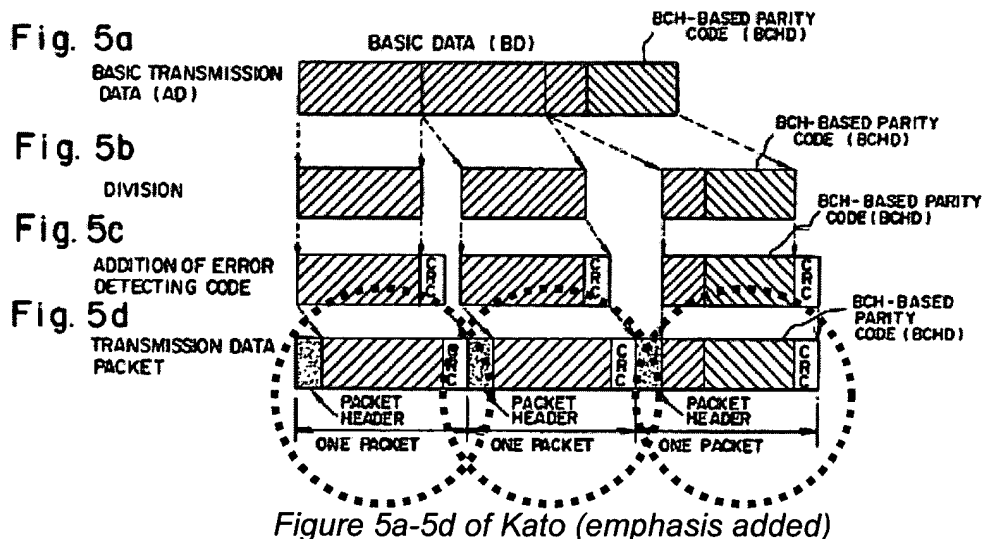 Fig. 5a
BASIC DATA (BD)
BCH-BASED PARITY
CODE (BCHD)
BASIC TRANSMISSION
DATA (AD)
Fig. 5b
DIVISION
BCH-BASED PARITY
CODE (BCHD)
Fig. 5c
ADDITION OF ERROR
DETECTING CODE
CRC
CRC
BCH-BASED PARITY
CODE(BCHD)
CRC
Fig. 5d
TRANSMISSION DATA
PACKET
CRC
CRC
BCH-BASED
PARITY
CODE (BCHD)
CRC
PACKET
HEADER
PACKET
HEADER
PACKET
HEADER
ONE PACKET
ONE PACKET
ONE PACKET
Figure 5a-5d of Kato (emphasis added)